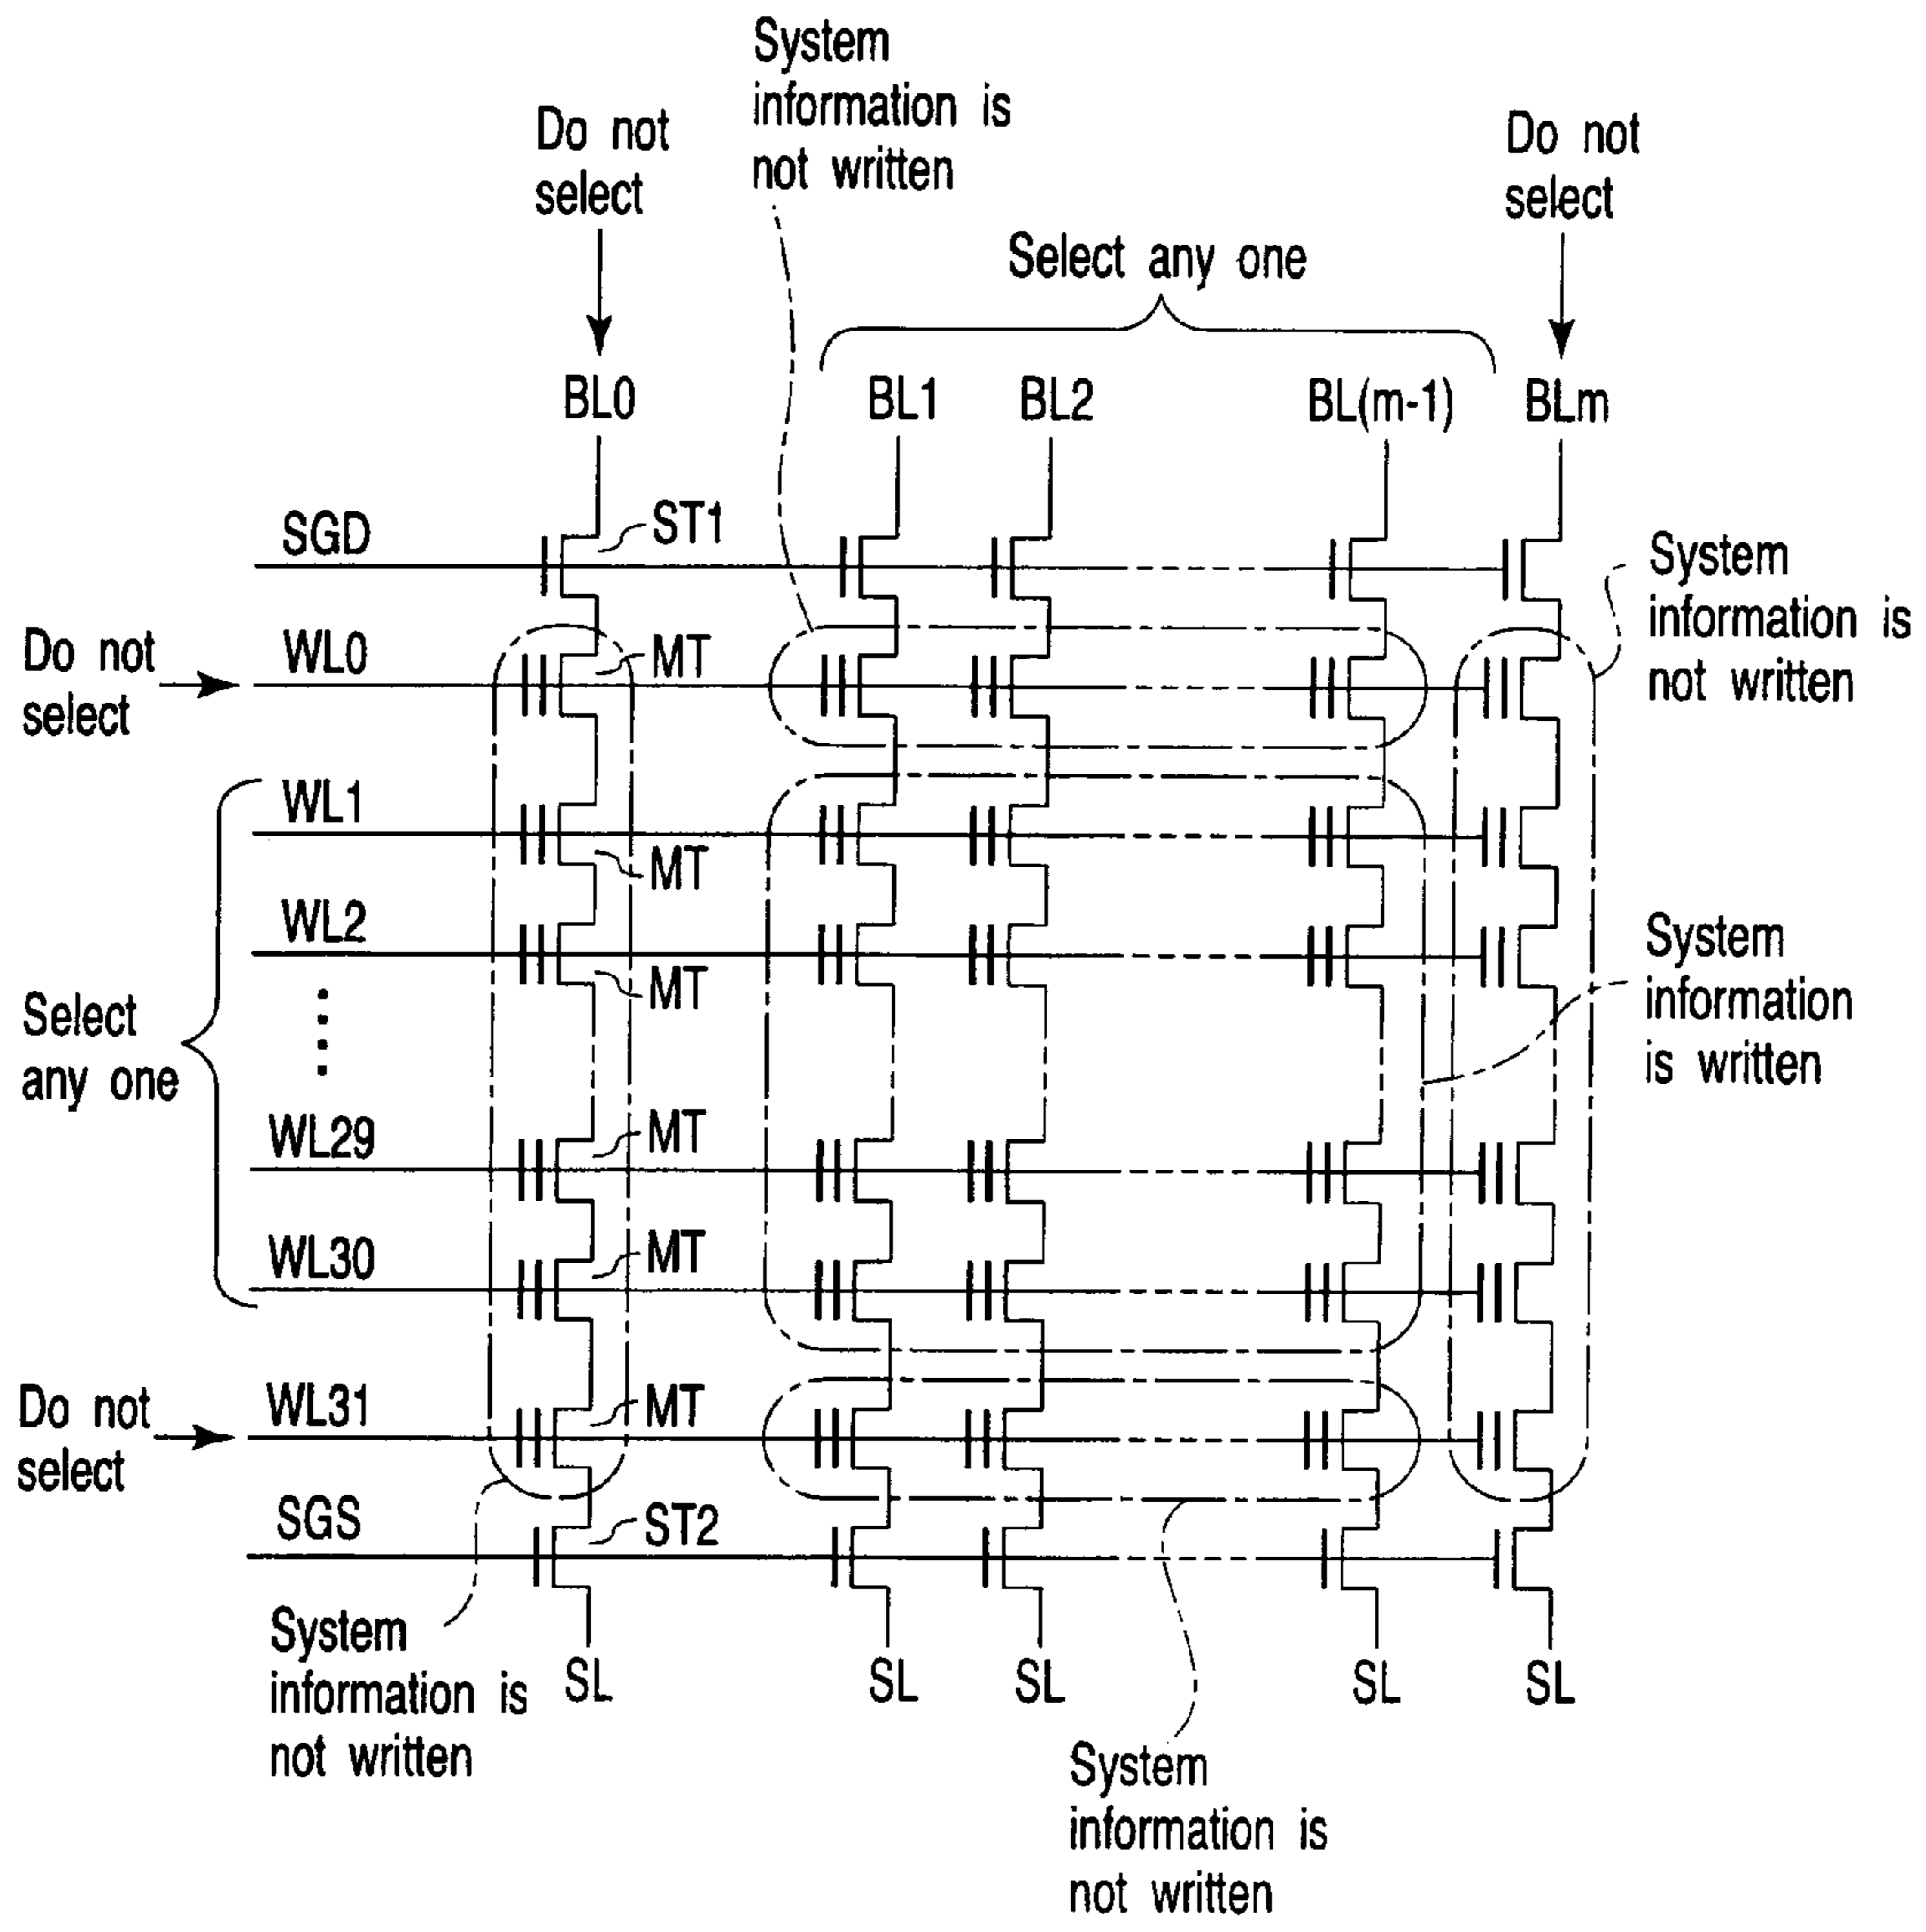 System
information is
not written
Do not
select
Do not
select
Select any one
BL0
BL1
BL2
BL(m-1)
BLm
SGD
ST1
System
information is
not written
Do not
select
WL0
MT
WL1
MT
WL2
MT
System
information
is written
Select
any one
WL29
MT
WL30
MT
Do not
select
WL31
MT
SGS
ST2
System
information is
not written
SL
SL
SL
SL
SL
System
information is
not written